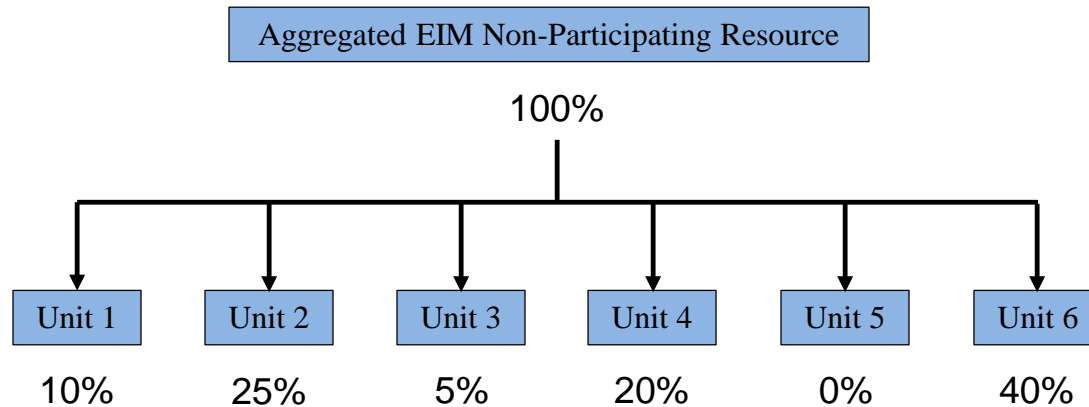 Aggregated EIM Non-Participating Resource
100%
Unit 1 Unit 2 Unit 3 Unit 4 Unit 5 Unit 6
10% 25% 5% 20% 0% 40%